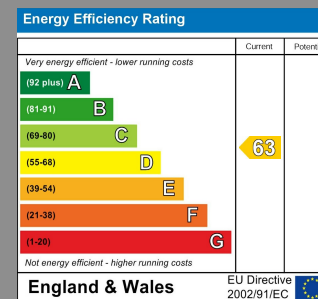 Energy Efficiency Rating
Current Potent
Very energy efficient - lower running costs
(92 plus) A
(81-91) B
(69-80) C
(55-68) D
(39-54) E
(21-38) F
(1-20) G
63
Not energy efficient - higher running costs
England & Wales
EU Directive
2002/91/EC